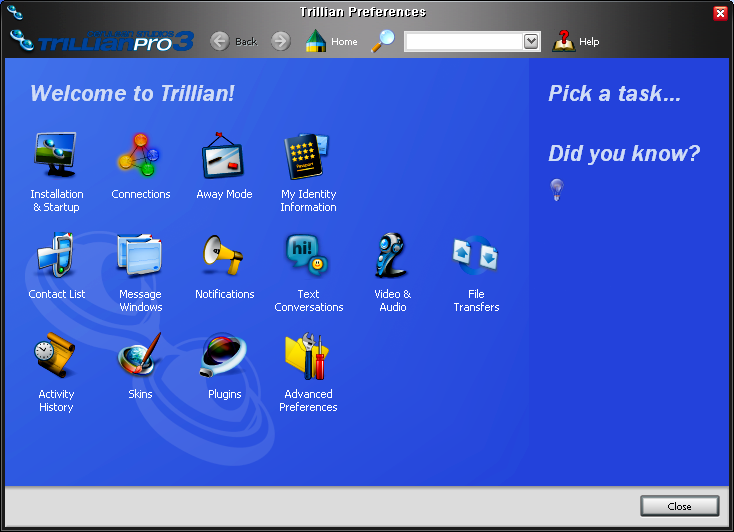 Trillian Preferences
TRILLIAN PRO 3
Back
Home
Help
Welcome to Trillian!
Pick a task...
Did you know?
Installation
& Startup
Connections
Away Mode
My Identity
Information
Contact List
Message
Windows
Notifications
hi!
Text
Conversations
Video &
Audio
File
Transfers
Activity
History
Skins
Plugins
Advanced
Preferences
Close